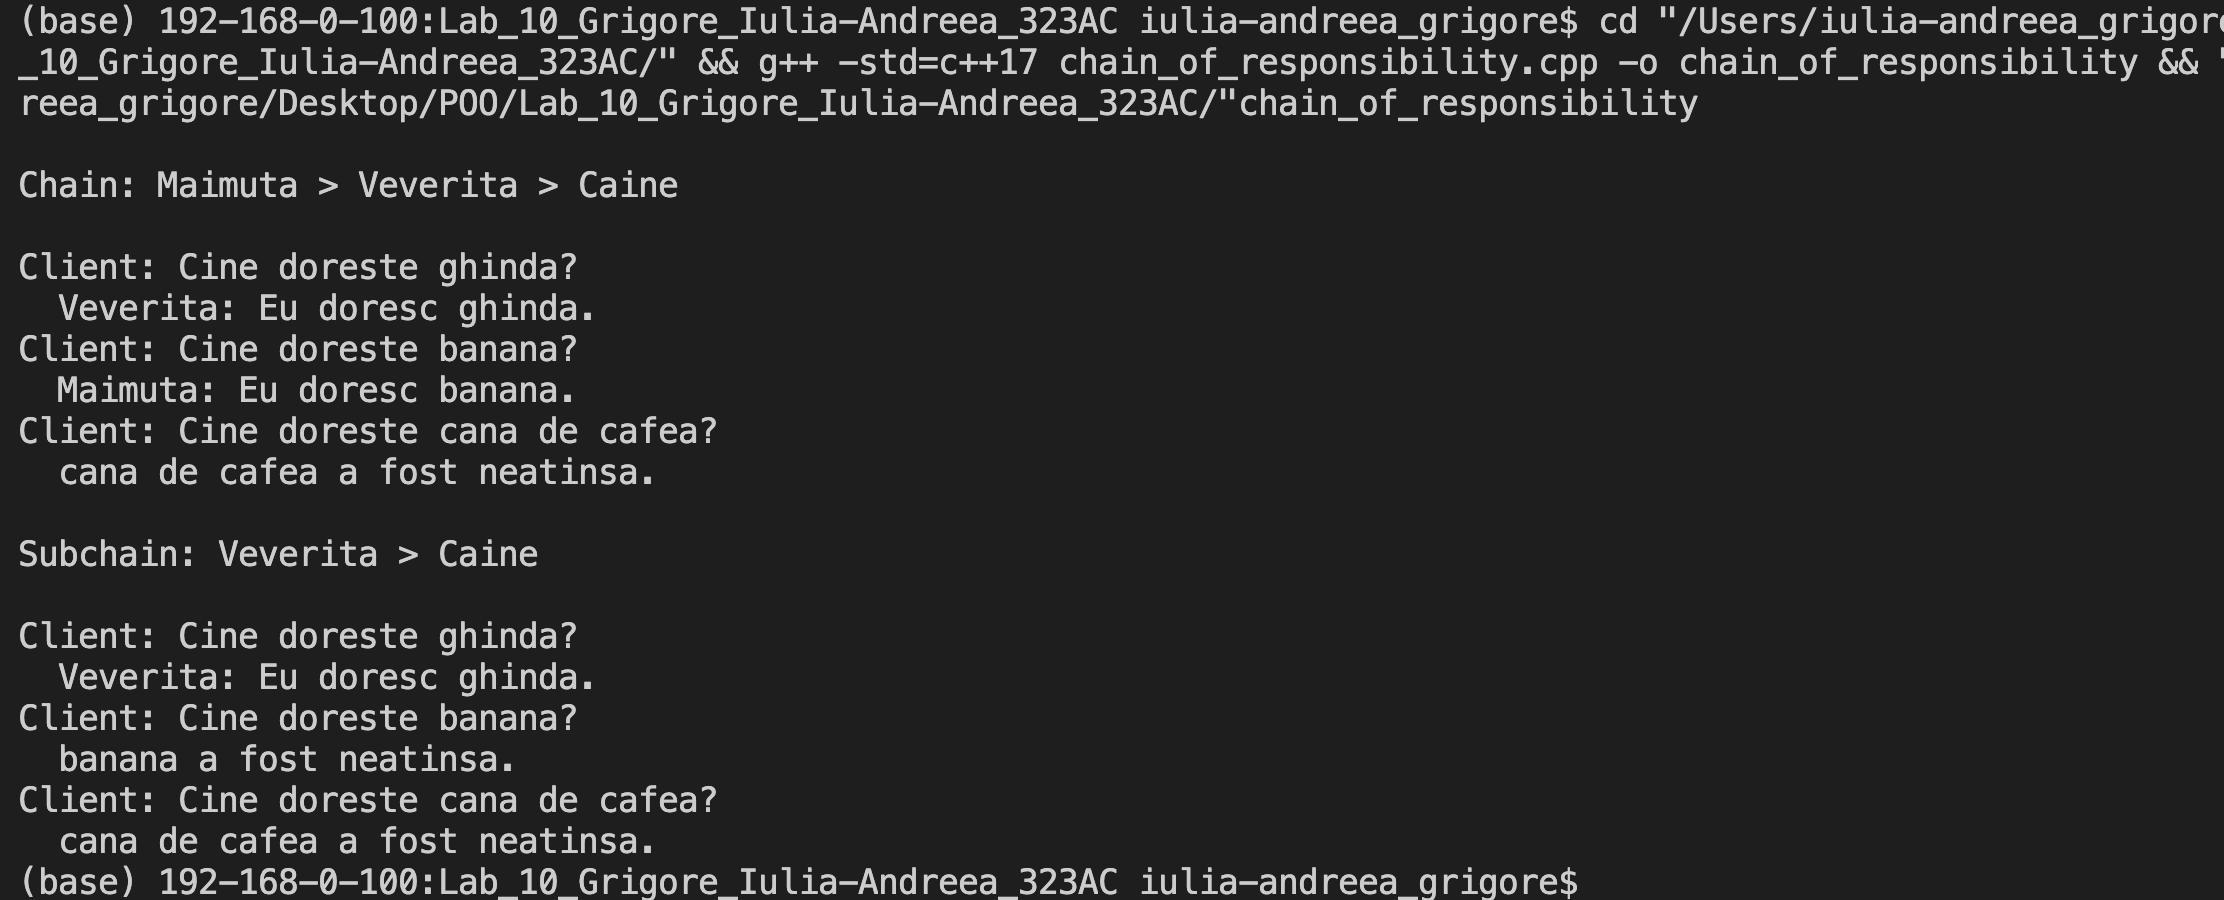 (base) 192-168-0-100:Lab_10_Grigore_Iulia-Andreea_323AC iulia-andreea_grigore$ cd "/Users/iulia-andreea_grigore
_10_Grigore_Iulia-Andreea_323AC/" && g++ -std=c++17 chain_of_responsibility.cpp -o chain_of_responsibility && "
reea_grigore/Desktop/POO/Lab_10_Grigore_Iulia-Andreea_323AC/"chain_of_responsibility
Chain: Maimuta > Veverita > Caine
Client: Cine doreste ghinda?
Veverita: Eu doresc ghinda.
Client: Cine doreste banana?
Maimuta: Eu doresc banana.
Client: Cine doreste cana de cafea?
cana de cafea a fost neatinsa.
Subchain: Veverita > Caine
Client: Cine doreste ghinda?
Veverita: Eu doresc ghinda.
Client: Cine doreste banana?
banana a fost neatinsa.
Client: Cine doreste cana de cafea?
cana de cafea a fost neatinsa.
(base) 192-168-0-100:Lab_10_Grigore_Iulia-Andreea_323AC iulia-andreea_grigore$